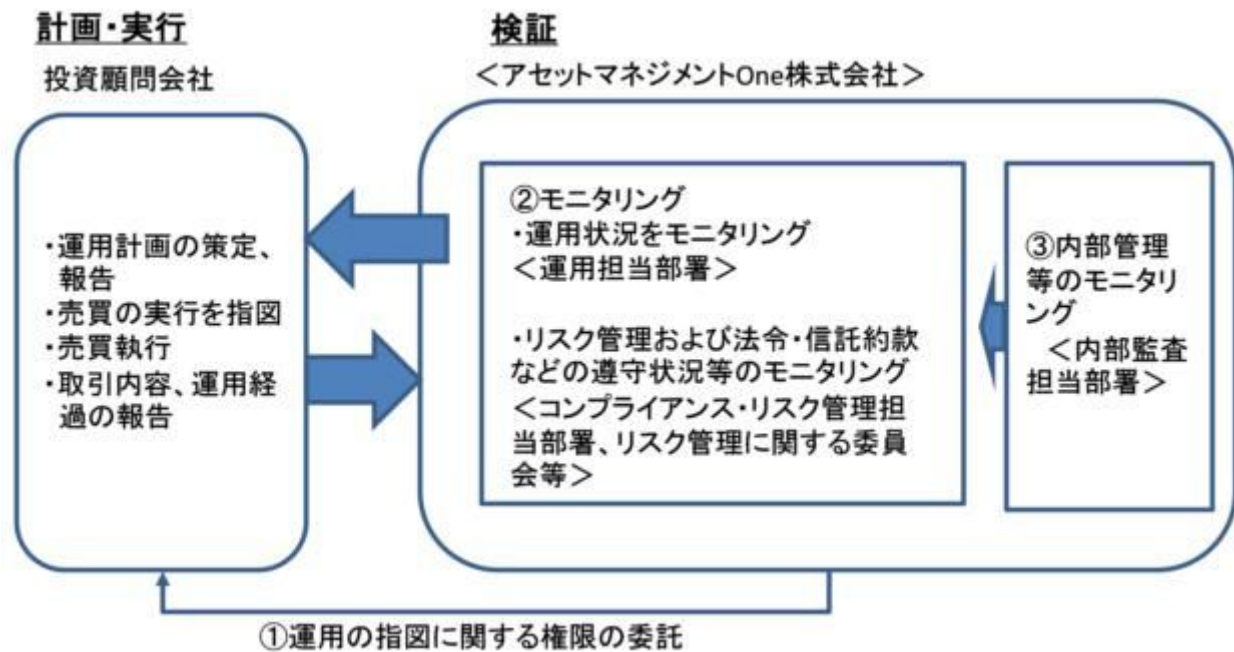 計画・実行
投資顧問会社
・運用計画の策定、
報告
・売買の実行を指図
・売買執行
・取引内容、運用経
過の報告
検証
＜アセットマネジメントOne株式会社＞
②モニタリング
・運用状況をモニタリング
＜運用担当部署＞
・リスク管理および法令・信託約款
などの遵守状況等のモニタリング
＜コンプライアンス・リスク管理担
当部署、リスク管理に関する委員
会等＞
③内部管理
等のモニタリ
ング
＜内部監査
担当部署＞
①運用の指図に関する権限の委託